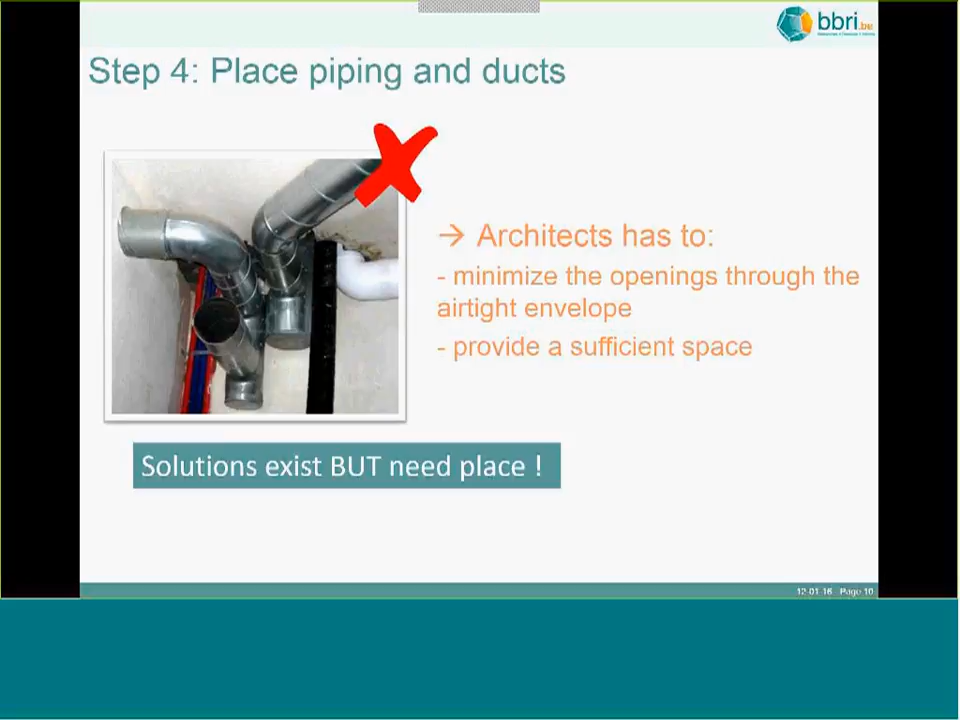 bbri.be
Step 4: Place piping and ducts
→ Architects has to:
- minimize the openings through the
airtight envelope
- provide a sufficient space
Solutions exist BUT need place !
12-01-16 Page 10